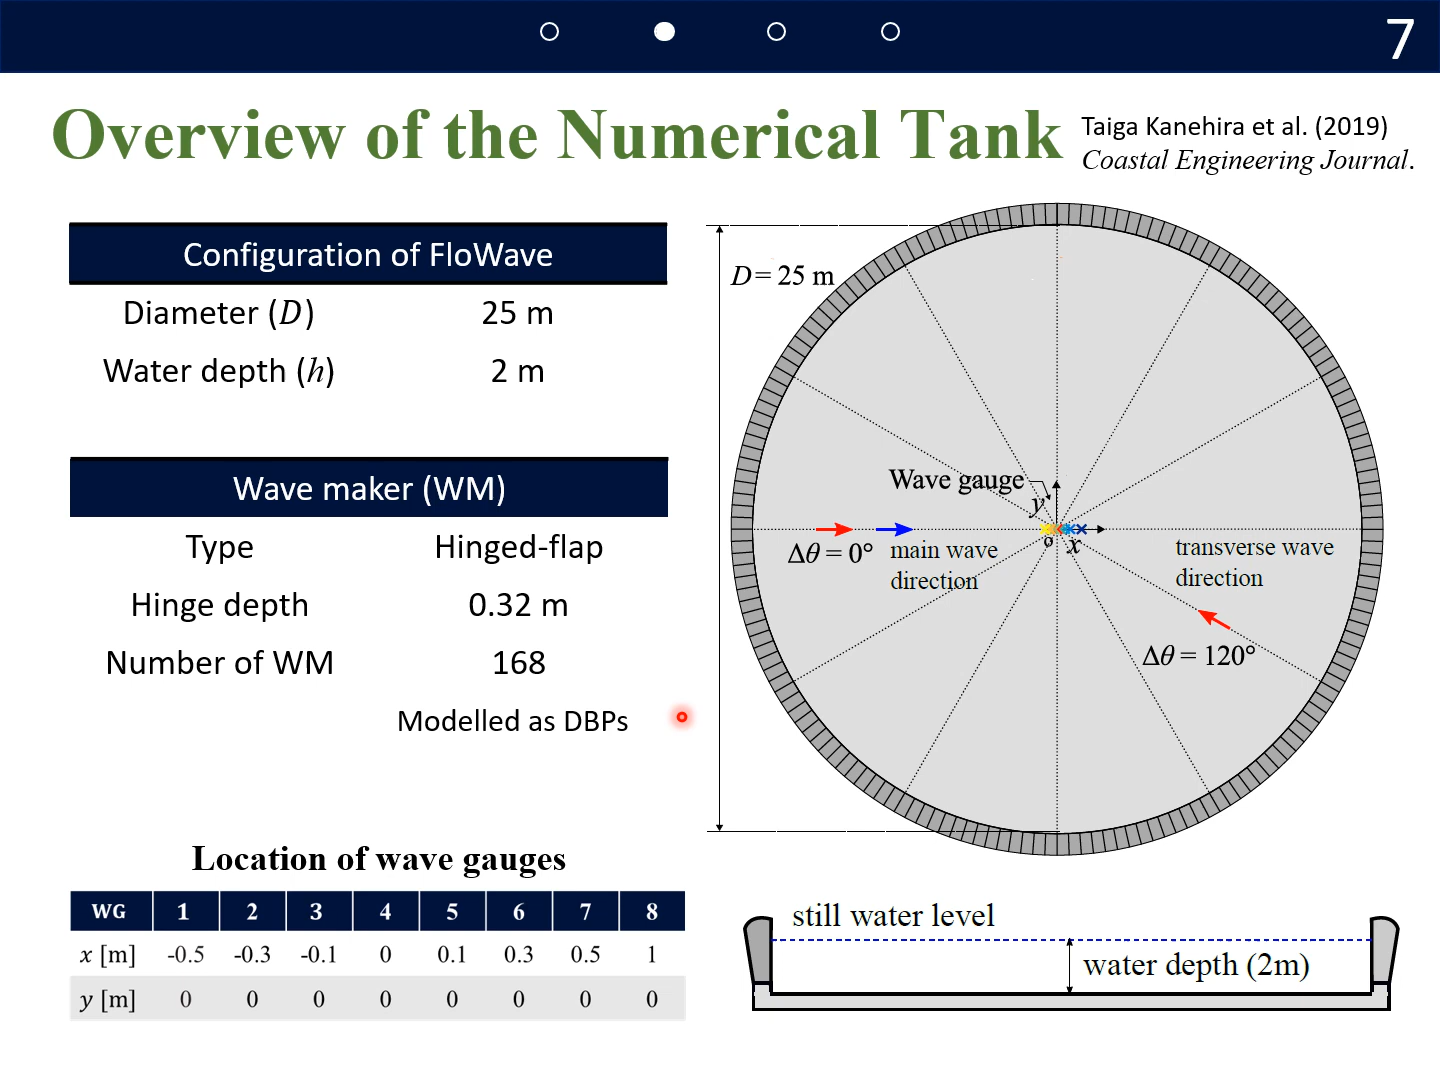 7
Overview of the Numerical Tank
Taiga Kanehira et al. (2019)
Coastal Engineering Journal.
Configuration of FloWave
Diameter (D) 25 m
Water depth (h) 2 m
Wave maker (WM)
Type Hinged-flap
Hinge depth 0.32 m
Number of WM 168
Modelled as DBPs
Location of wave gauges
WG 1 2 3 4 5 6 7 8
x [m] -0.5 -0.3 -0.1 0 0.1 0.3 0.5 1
y [m] 0 0 0 0 0 0 0 0
D = 25 m
Wave gauge
y
o x
Δθ = 0°
main wave
direction
transverse wave
direction
Δθ = 120°
still water level
water depth (2m)